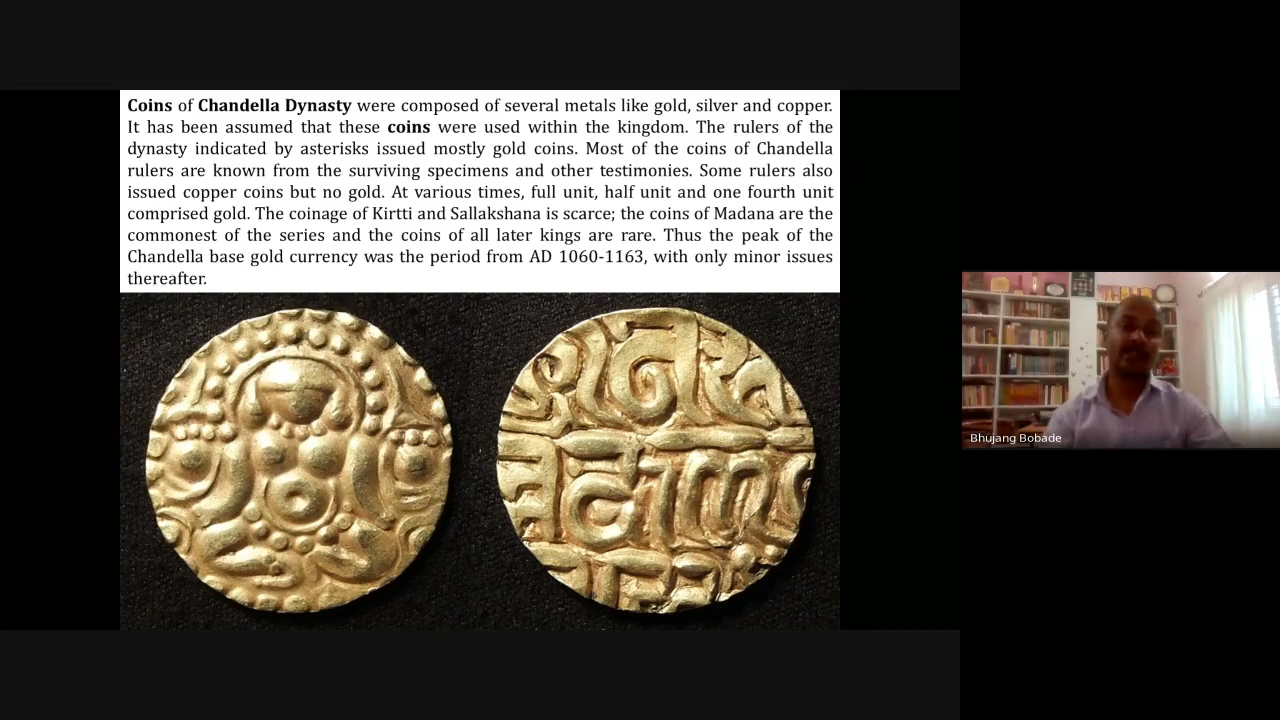 Coins of Chandella Dynasty were composed of several metals like gold, silver and copper.
It has been assumed that these coins were used within the kingdom. The rulers of the
dynasty indicated by asterisks issued mostly gold coins. Most of the coins of Chandella
rulers are known from the surviving specimens and other testimonies. Some rulers also
issued copper coins but no gold. At various times, full unit, half unit and one fourth unit
comprised gold. The coinage of Kirtti and Sallakshana is scarce; the coins of Madana are the
commonest of the series and the coins of all later kings are rare. Thus the peak of the
Chandella base gold currency was the period from AD 1060-1163, with only minor issues
thereafter.
Bhujang Bobade